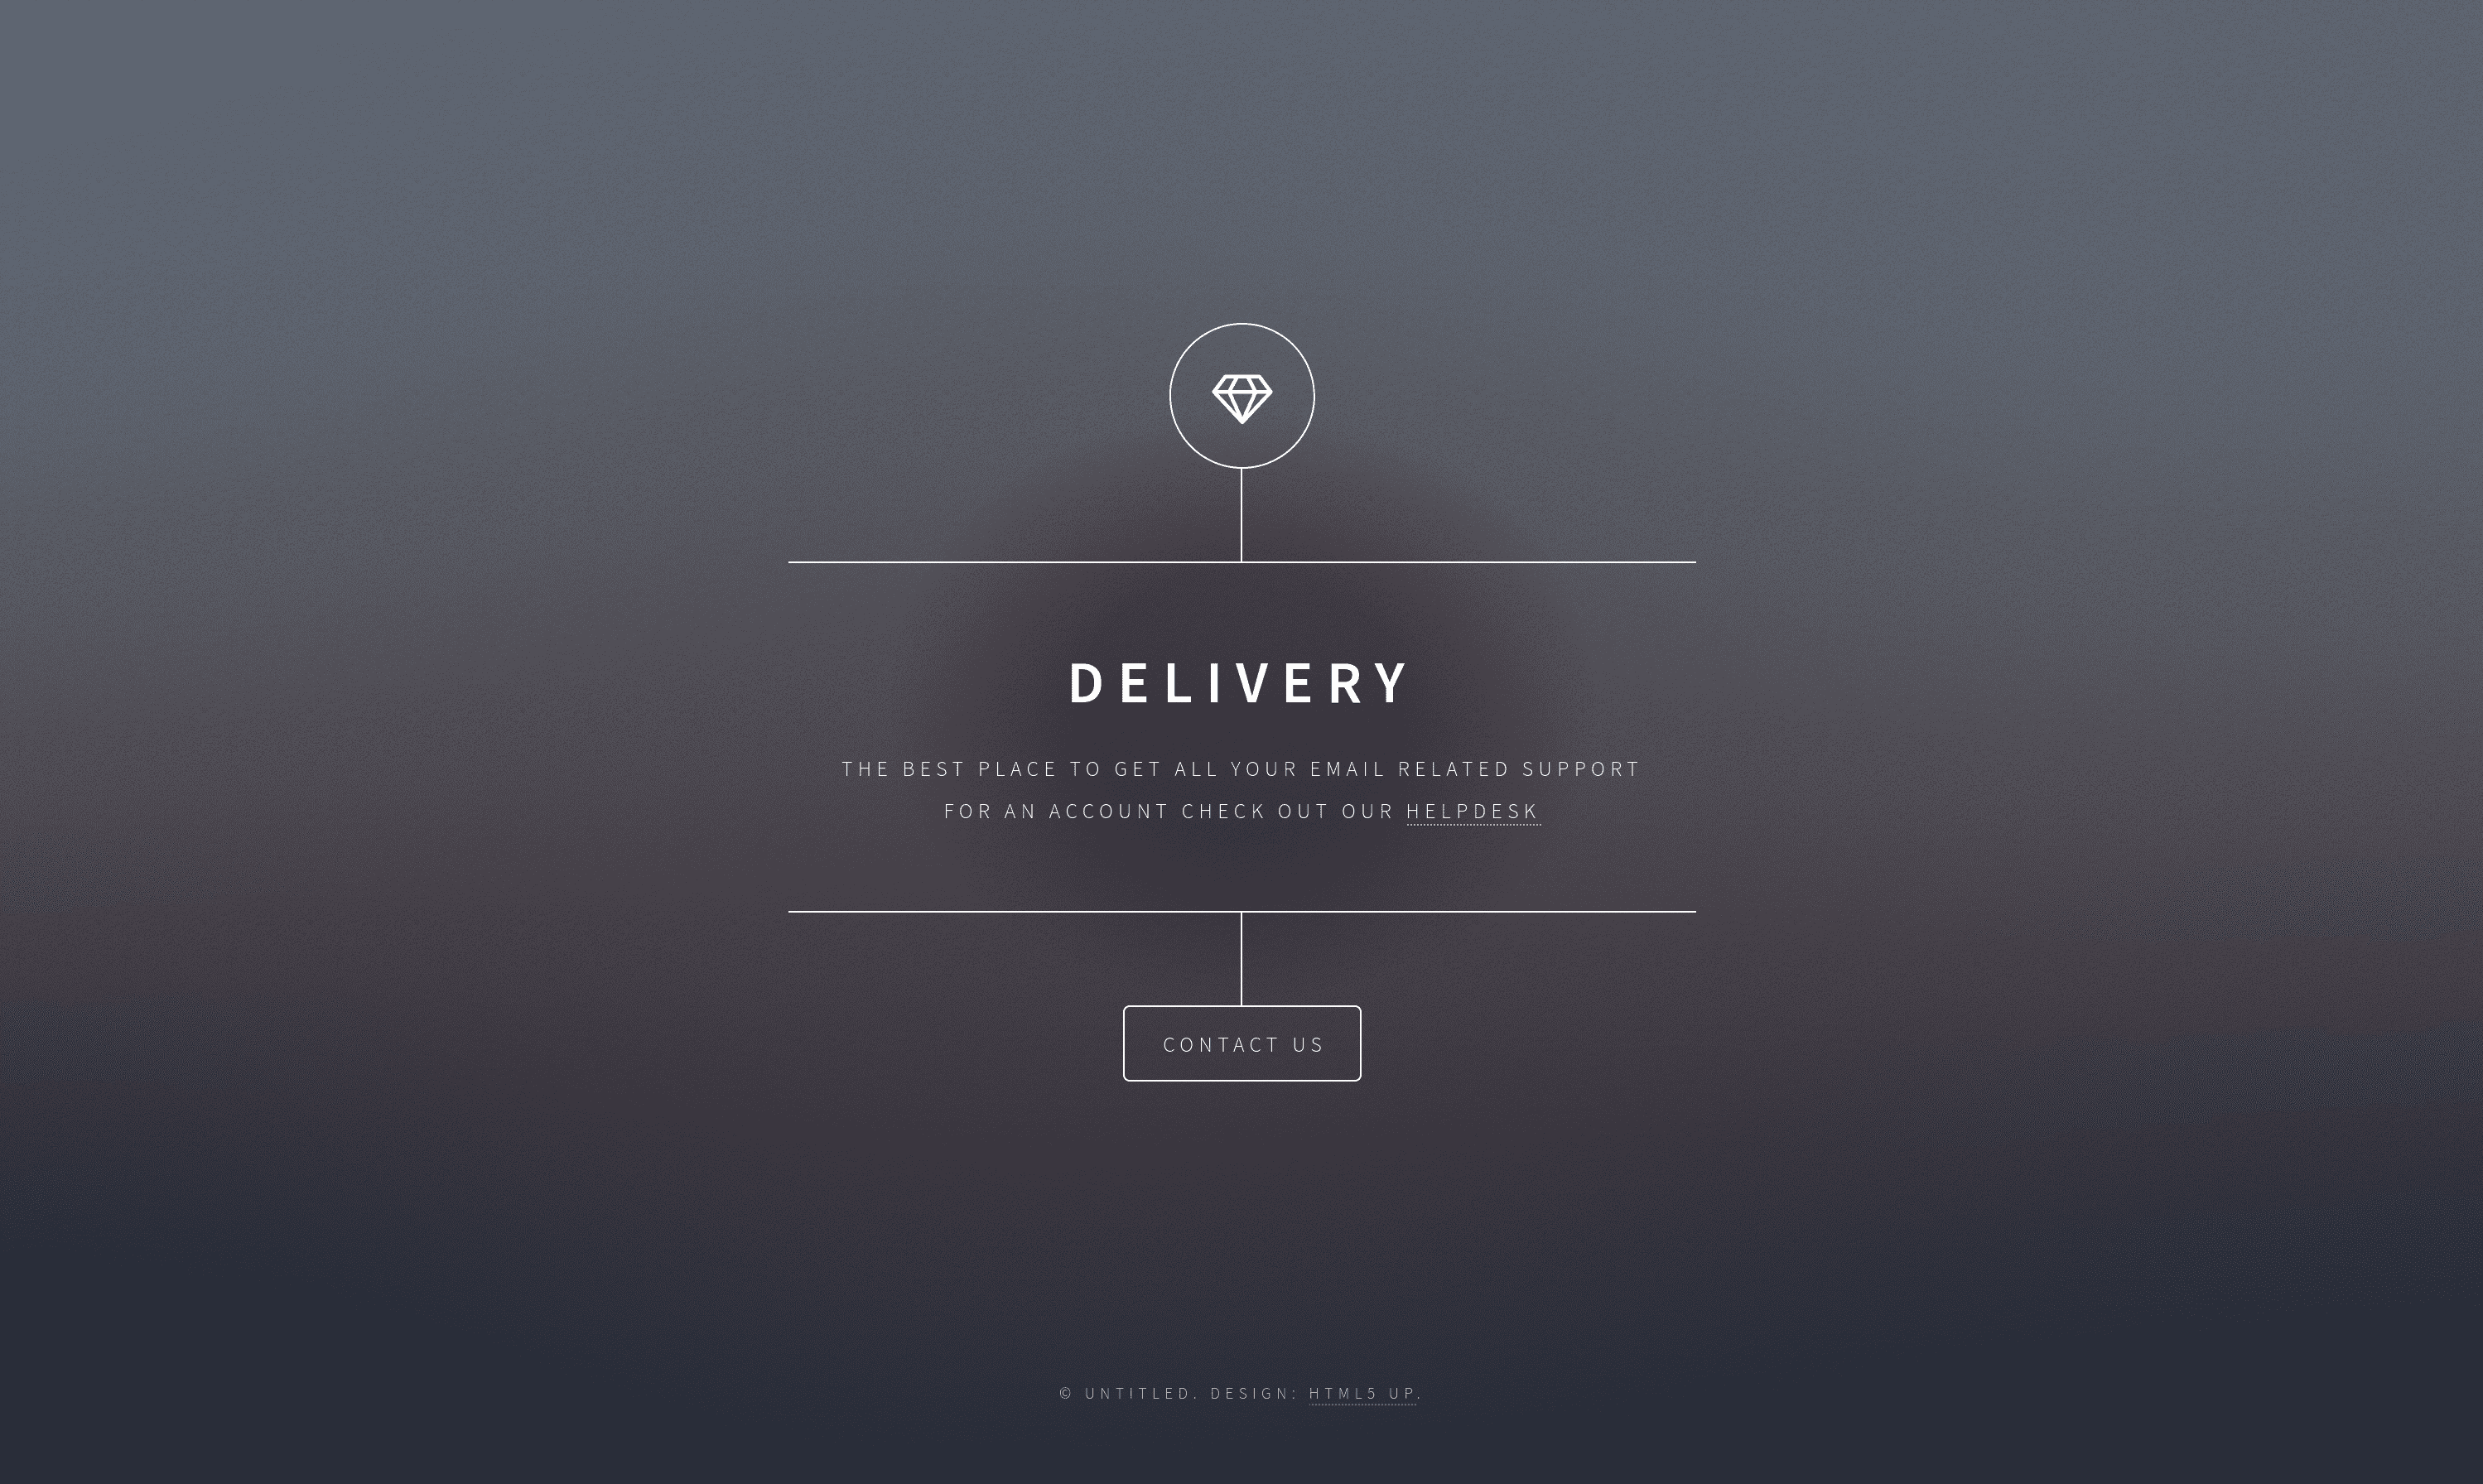 DELIVERY
THE BEST PLACE TO GET ALL YOUR EMAIL RELATED SUPPORT
FOR AN ACCOUNT CHECK OUT OUR HELPDESK
CONTACT US
© UNTITLED. DESIGN: HTML5 UP.